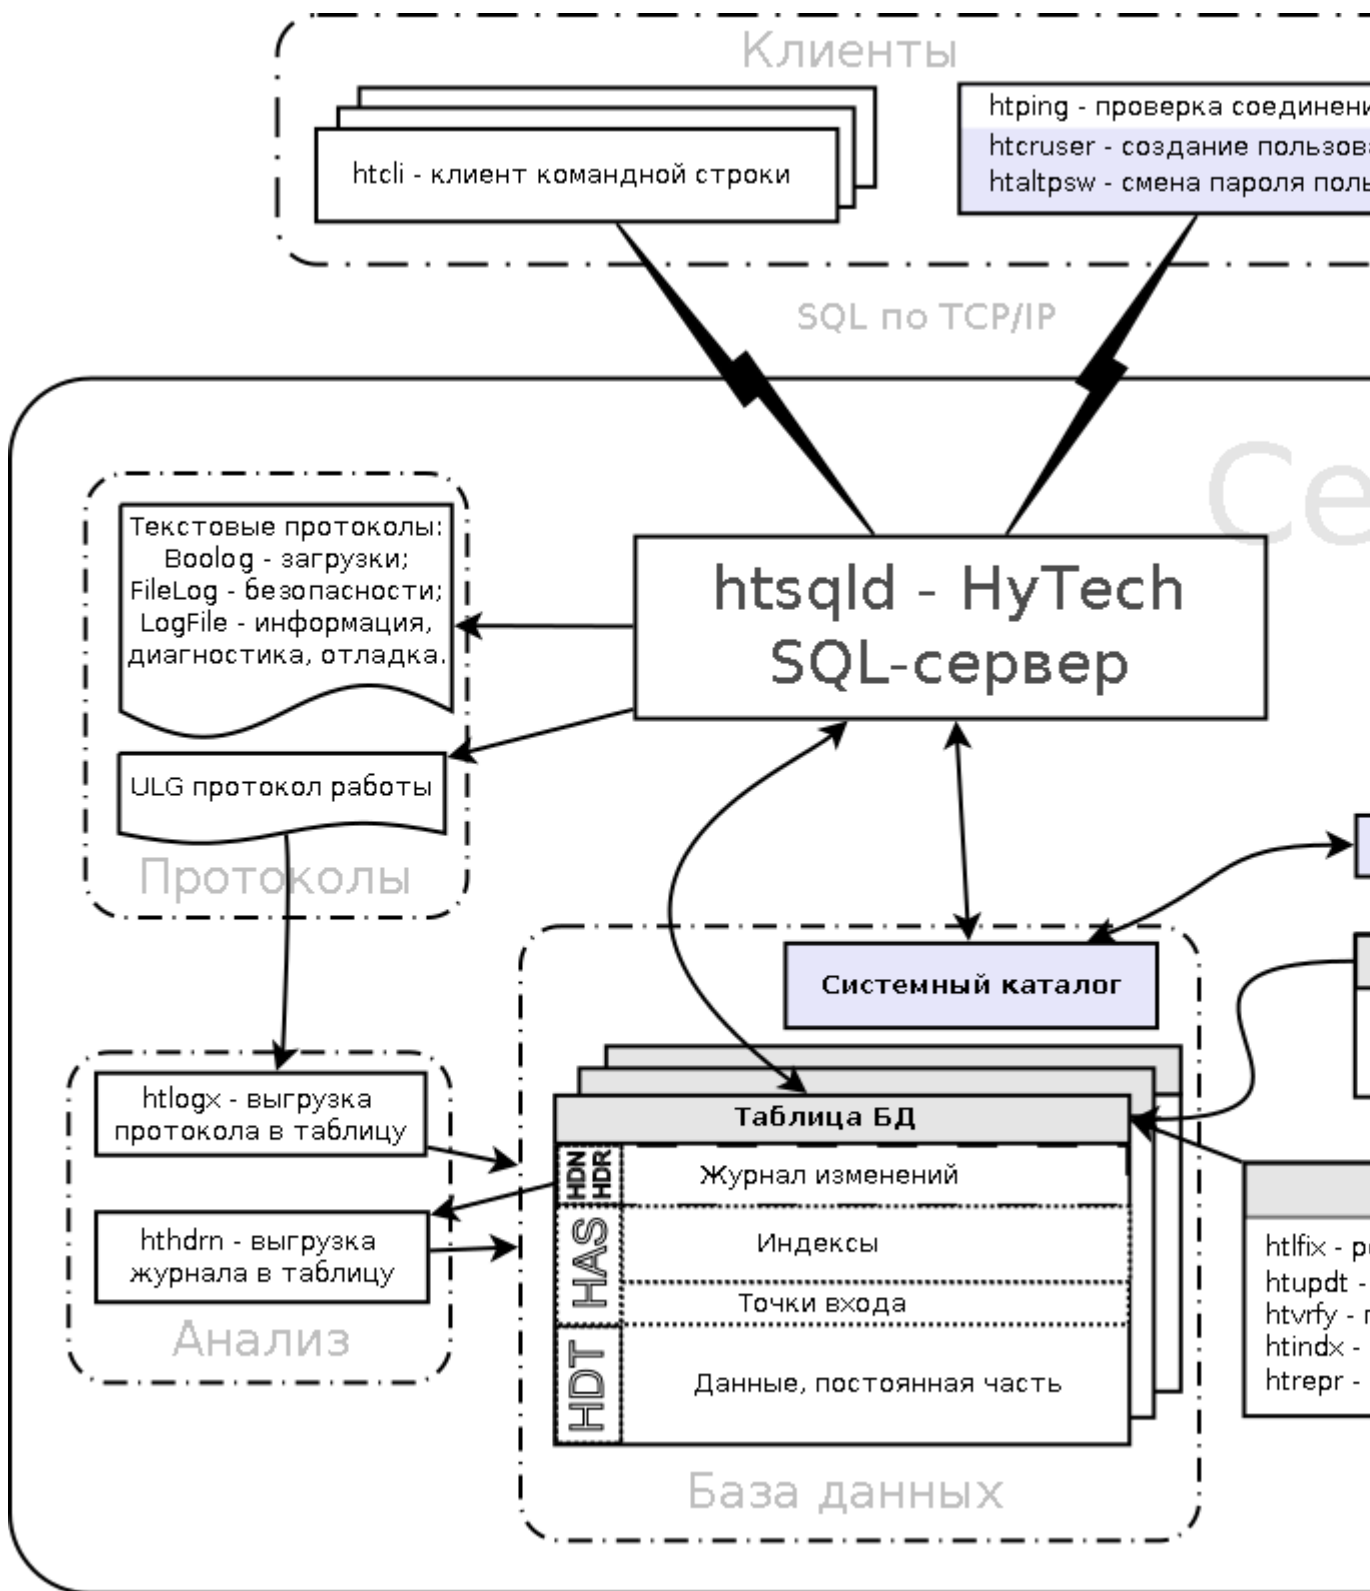 Клиенты
htcli - клиент командной строки
htping - проверка
htcruser - создание
htaltpsw - смена пароля
SQL по TCP/IP
Текстовые протоколы:
Boolog - загрузки;
FileLog - безопасности;
LogFile - информация,
диагностика, отладка.
htsqld - HyTech
SQL-сервер
ULG протокол работы
Протоколы
Системный каталог
htlogx - выгрузка
протокола в таблицу
hthdrn - выгрузка
журнала в таблицу
Анализ
Таблица БД
HDN
HDR
Журнал изменений
HAS
Индексы
Точки входа
HDT
Данные, постоянная часть
База данных
htlfix -
htupdt -
htvrfy -
htindx -
htrepr -